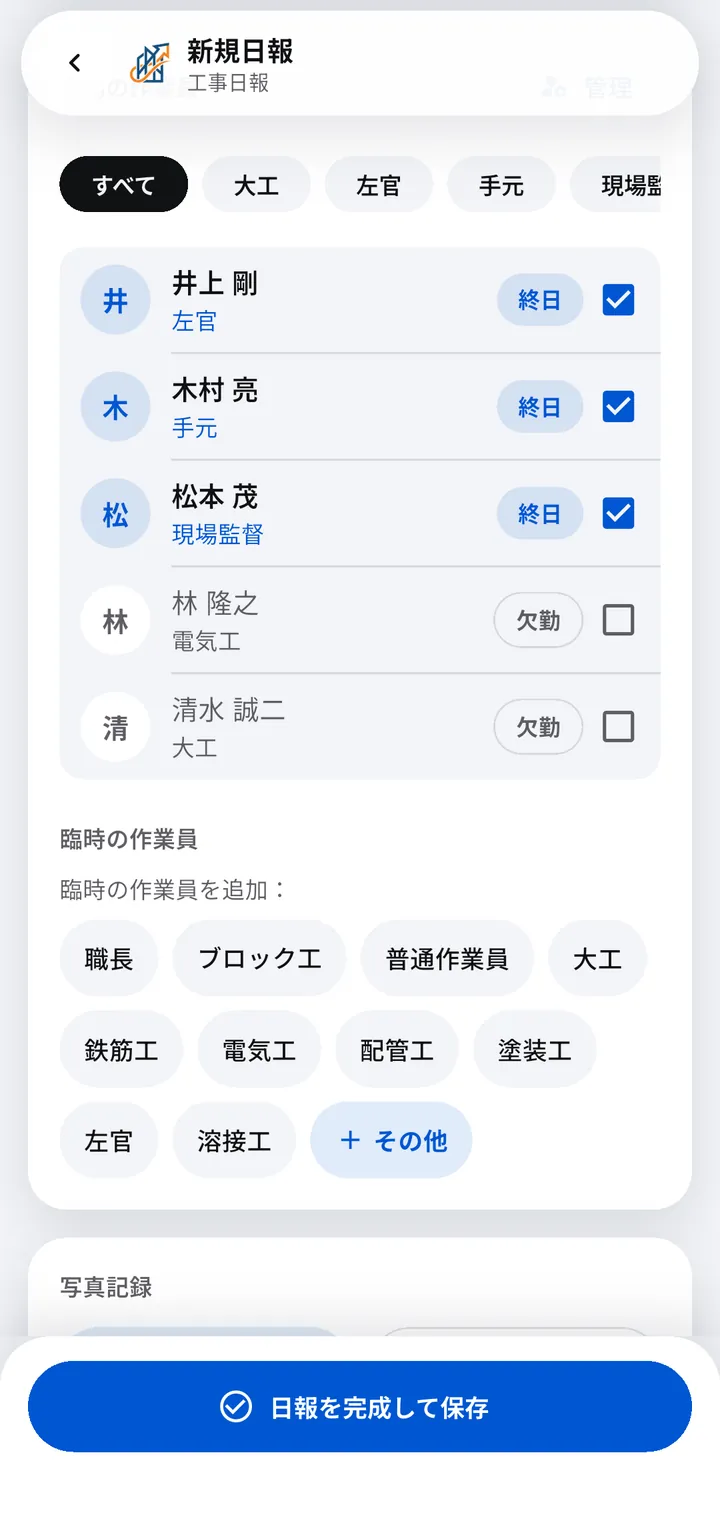 新規日報
工事日報
管理
すべて 大工 左官 手元 現場監
井 井上 剛 終日
左官
木 木村 亮 終日
手元
松 松本 茂 終日
現場監督
林 林 隆之 欠勤
電気工
清 清水 誠二 欠勤
大工
臨時の作業員
臨時の作業員を追加：
職長 ブロック工 普通作業員 大工
鉄筋工 電気工 配管工 塗装工
左官 溶接工 + その他
写真記録
日報を完成して保存